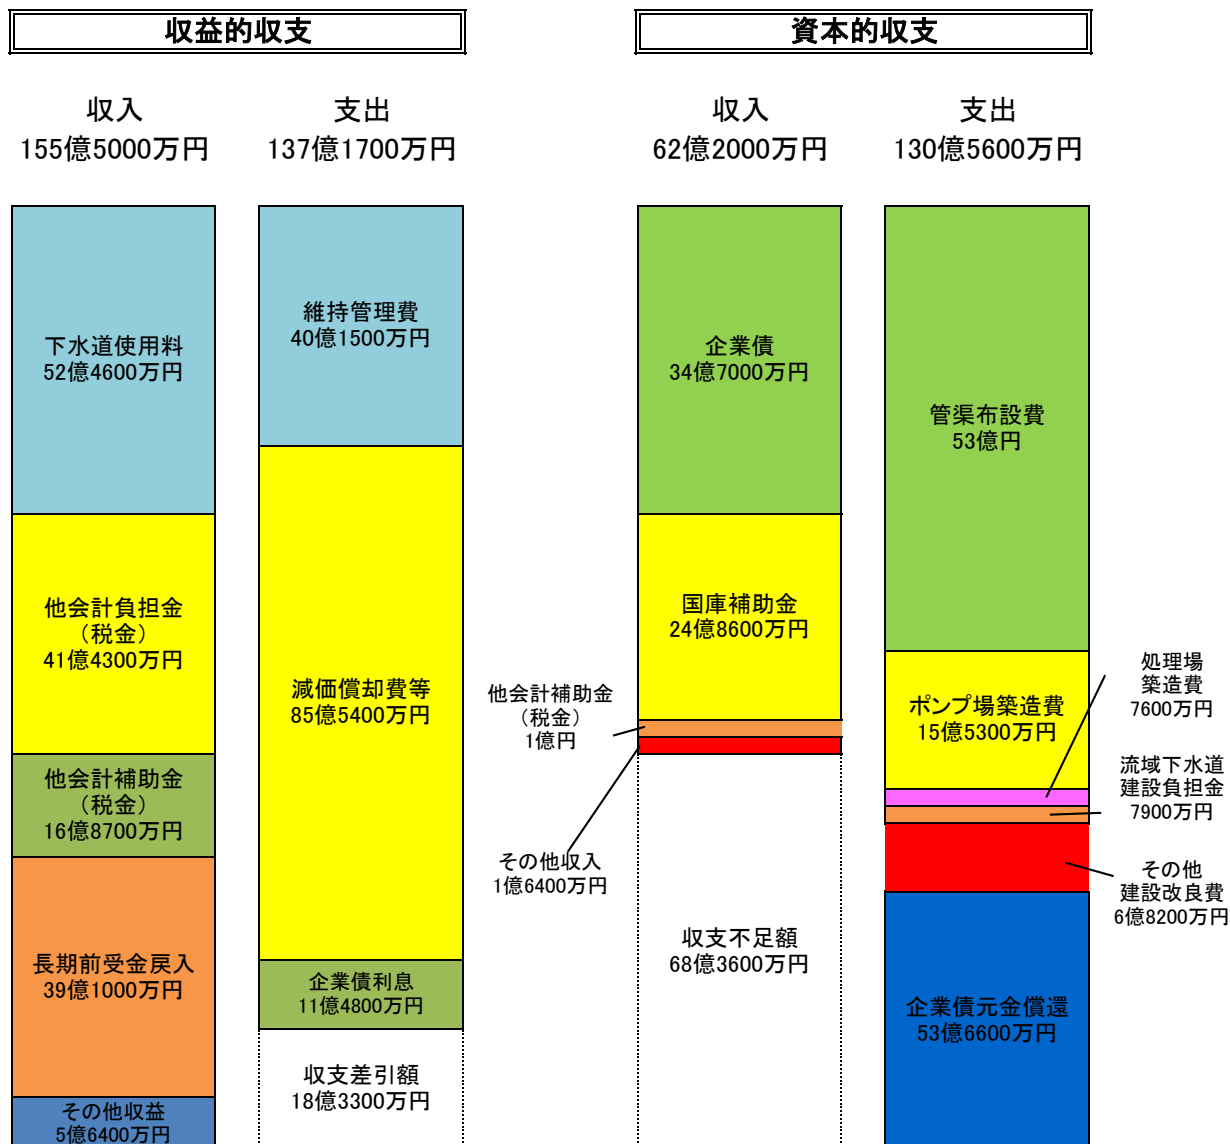 収益的収支
収入
155億5000万円
支出
137億1700万円
下水道使用料
52億4600万円
他会計負担金
（税金）
41億4300万円
他会計補助金
（税金）
16億8700万円
長期前受金戻入
39億1000万円
その他収益
5億6400万円
維持管理費
40億1500万円
減価償却費等
85億5400万円
企業債利息
11億4800万円
収支差引額
18億3300万円
資本的収支
収入
62億2000万円
支出
130億5600万円
企業債
34億7000万円
国庫補助金
24億8600万円
他会計補助金
（税金）
1億円
その他収入
1億6400万円
収支不足額
68億3600万円
管渠布設費
53億円
ポンプ場築造費
15億5300万円
処理場
築造費
7600万円
流域下水道
建設負担金
7900万円
その他
建設改良費
6億8200万円
企業債元金償還
53億6600万円